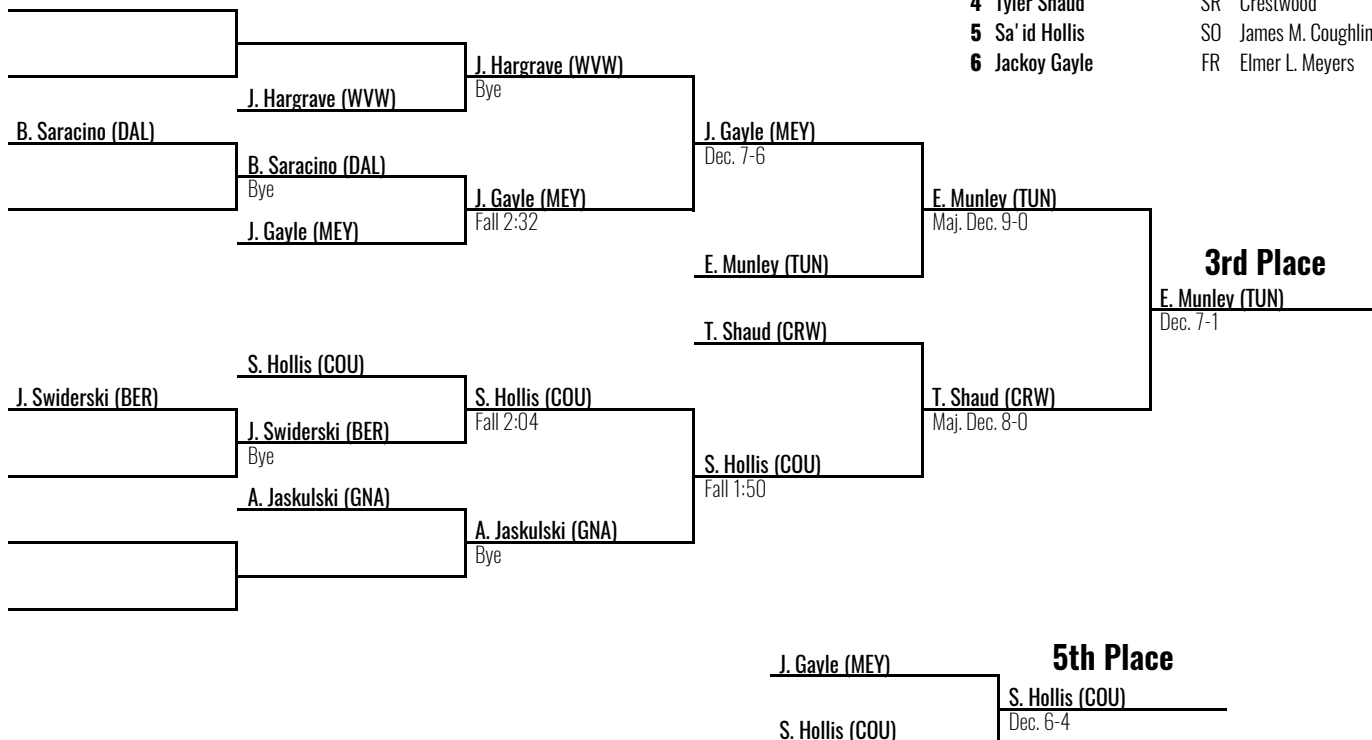 4 Tyler Shaud SR Crestwood
5 Sa'id Hollis SO James M. Coughlin
6 Jackoy Gayle FR Elmer L. Meyers
J. Hargrave (WVW)
Bye
J. Hargrave (WVW)
B. Saracino (DAL)
J. Gayle (MEY)
Dec. 7-6
B. Saracino (DAL)
Bye
J. Gayle (MEY)
Fall 2:32
E. Munley (TUN)
Maj. Dec. 9-0
J. Gayle (MEY)
E. Munley (TUN)
3rd Place
E. Munley (TUN)
Dec. 7-1
T. Shaud (CRW)
S. Hollis (COU)
J. Swiderski (BER)
S. Hollis (COU)
Fall 2:04
T. Shaud (CRW)
Maj. Dec. 8-0
J. Swiderski (BER)
Bye
S. Hollis (COU)
Fall 1:50
A. Jaskulski (GNA)
A. Jaskulski (GNA)
Bye
5th Place
J. Gayle (MEY)
S. Hollis (COU)
Dec. 6-4
S. Hollis (COU)